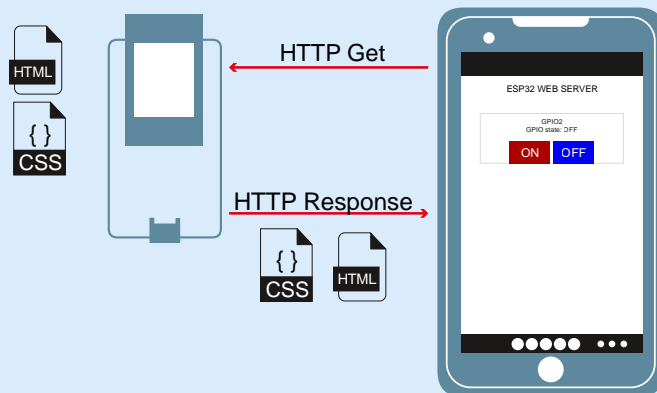 HTML
{ }
CSS
HTTP Get
HTTP Response
{ }
CSS
HTML
ESP32 WEB SERVER
GPIO2
GPIO state: OFF
ON OFF